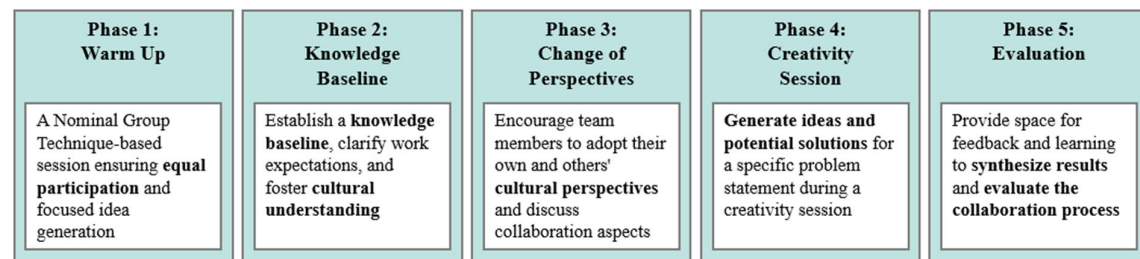 Phase 1:
Warm Up
A Nominal Group
Technique-based
session ensuring equal
participation and
focused idea
generation
Phase 2:
Knowledge
Baseline
Establish a knowledge
baseline, clarify work
expectations, and
foster cultural
understanding
Phase 3:
Change of
Perspectives
Encourage team
members to adopt their
own and others'
cultural perspectives
and discuss
collaboration aspects
Phase 4:
Creativity
Session
Generate ideas and
potential solutions for
a specific problem
statement during a
creativity session
Phase 5:
Evaluation
Provide space for
feedback and learning
to synthesize results
and evaluate the
collaboration process